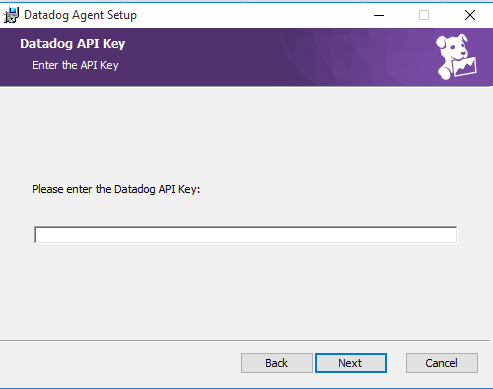 Datadog Agent Setup
Datadog API Key
Enter the API Key
Please enter the Datadog API Key:
Back Next Cancel